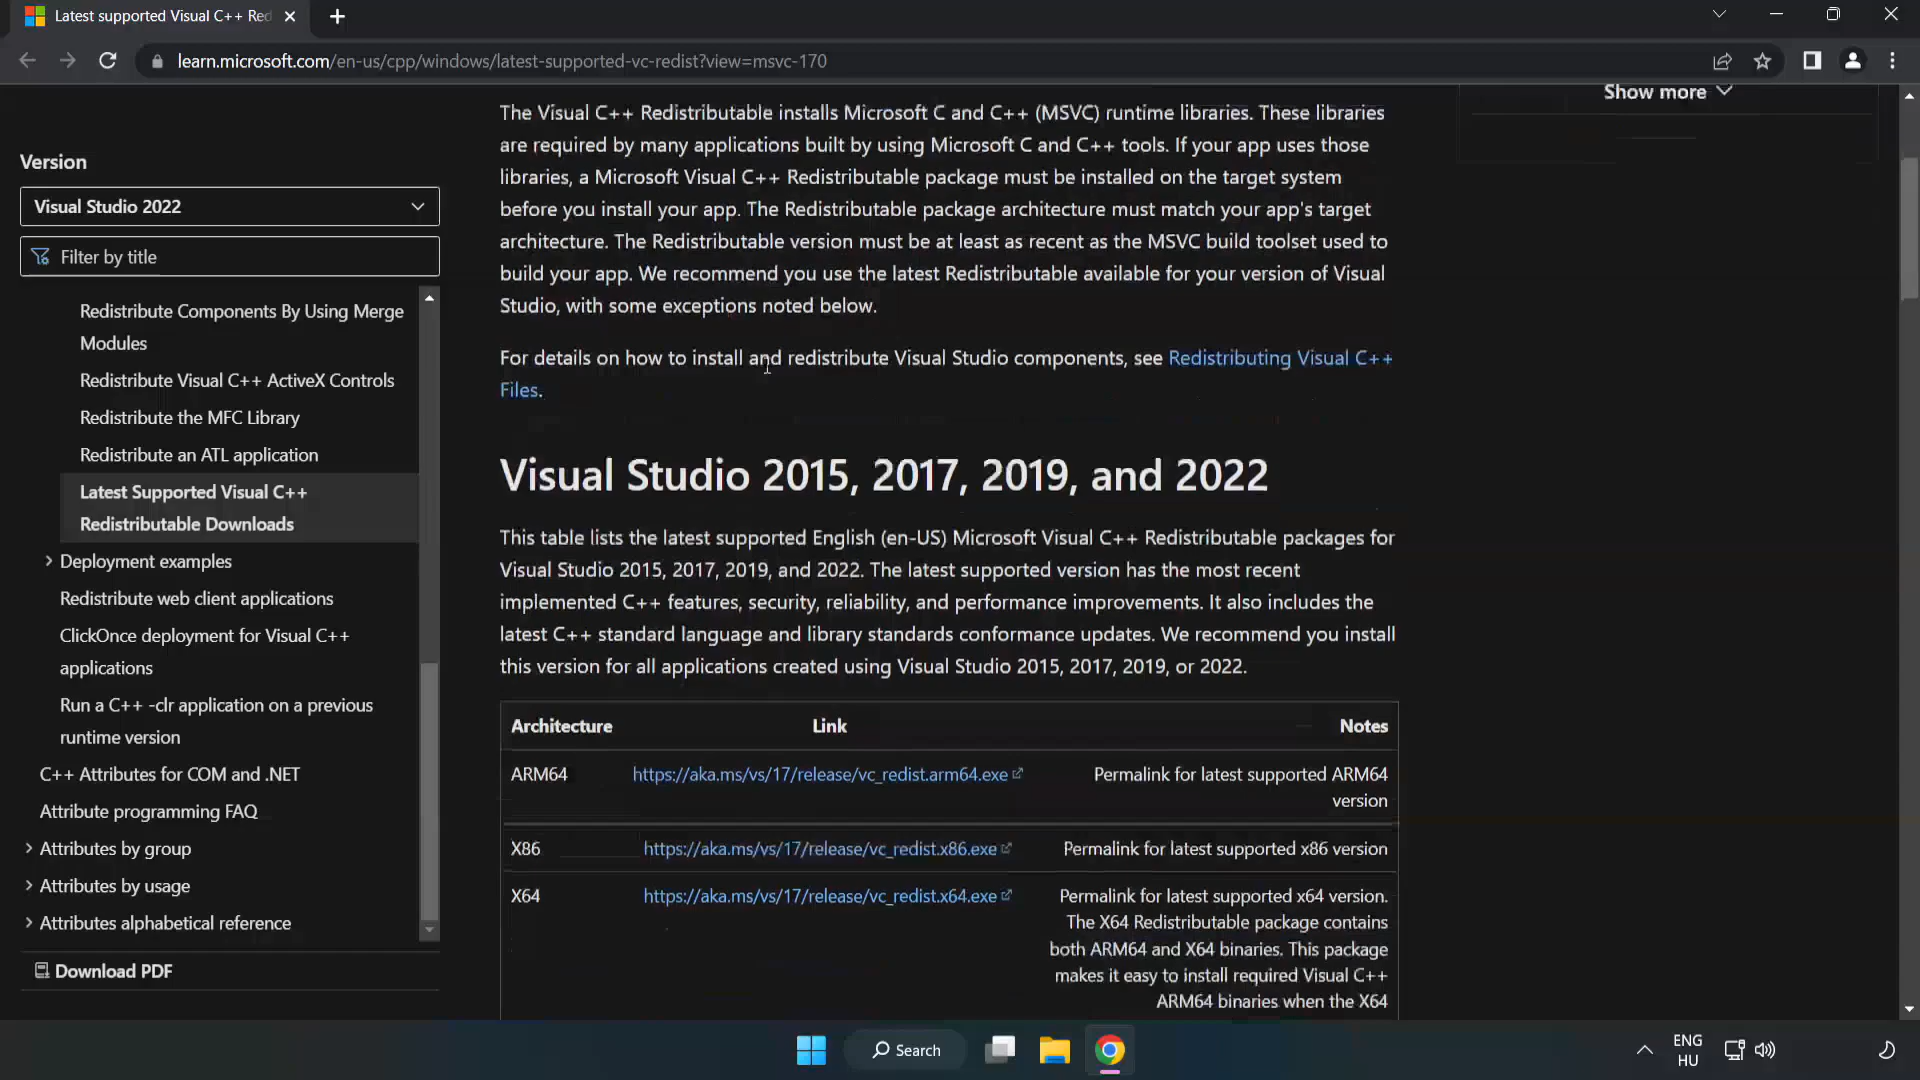 Latest supported Visual C++ Red
learn.microsoft.com/en-us/cpp/windows/latest-supported-vc-redist?view=msvc-170
Version
Visual Studio 2022
Filter by title
Redistribute Components By Using Merge
Modules
Redistribute Visual C++ ActiveX Controls
Redistribute the MFC Library
Redistribute an ATL application
Latest Supported Visual C++
Redistributable Downloads
Deployment examples
Redistribute web client applications
ClickOnce deployment for Visual C++
applications
Run a C++ -clr application on a previous
runtime version
C++ Attributes for COM and .NET
Attribute programming FAQ
Attributes by group
Attributes by usage
Attributes alphabetical reference
Download PDF
The Visual C++ Redistributable installs Microsoft C and C++ (MSVC) runtime libraries. These libraries
are required by many applications built by using Microsoft C and C++ tools. If your app uses those
libraries, a Microsoft Visual C++ Redistributable package must be installed on the target system
before you install your app. The Redistributable package architecture must match your app's target
architecture. The Redistributable version must be at least as recent as the MSVC build toolset used to
build your app. We recommend you use the latest Redistributable available for your version of Visual
Studio, with some exceptions noted below.
For details on how to install and redistribute Visual Studio components, see Redistributing Visual C++
Files.
Visual Studio 2015, 2017, 2019, and 2022
This table lists the latest supported English (en-US) Microsoft Visual C++ Redistributable packages for
Visual Studio 2015, 2017, 2019, and 2022. The latest supported version has the most recent
implemented C++ features, security, reliability, and performance improvements. It also includes the
latest C++ standard language and library standards conformance updates. We recommend you install
this version for all applications created using Visual Studio 2015, 2017, 2019, or 2022.
Architecture Link Notes
ARM64 https://aka.ms/vs/17/release/vc_redist.arm64.exe Permalink for latest supported ARM64
version
X86 https://aka.ms/vs/17/release/vc_redist.x86.exe Permalink for latest supported x86 version
X64 https://aka.ms/vs/17/release/vc_redist.x64.exe Permalink for latest supported x64 version.
The X64 Redistributable package contains
both ARM64 and X64 binaries. This package
makes it easy to install required Visual C++
ARM64 binaries when the X64
Show more
Search
ENG
HU